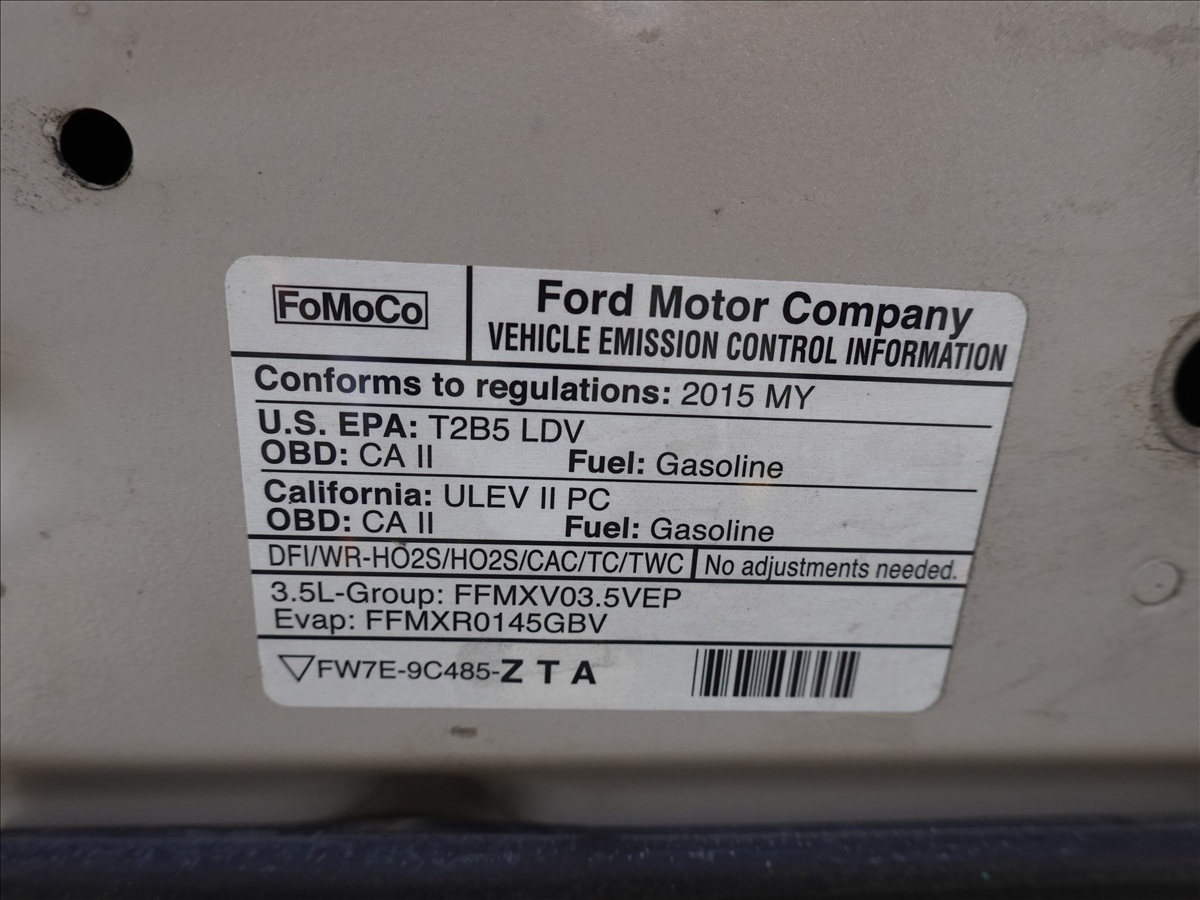 FoMoCo
Ford Motor Company
VEHICLE EMISSION CONTROL INFORMATION
Conforms to regulations: 2015 MY
U.S. EPA: T2B5 LDV
OBD: CA II Fuel: Gasoline
California: ULEV II PC
OBD: CA II Fuel: Gasoline
DFI/WR-HO2S/HO2S/CAC/TC/TWC No adjustments needed.
3.5L-Group: FFMXV03.5VEP
Evap: FFMXR0145GBV
FW7E-9C485-Z T A